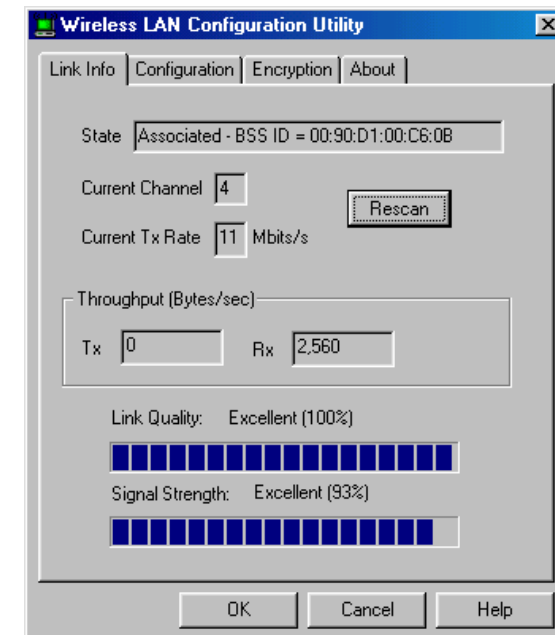 Wireless LAN Configuration Utility
Link Info Configuration Encryption About
State Associated - BSS ID = 00:90:D1:00:C6:0B
Current Channel 4
Rescan
Current Tx Rate 11 Mbits/s
Throughput (Bytes/sec)
Tx 0 Rx 2,560
Link Quality: Excellent (100%)
Signal Strength: Excellent (93%)
OK Cancel Help